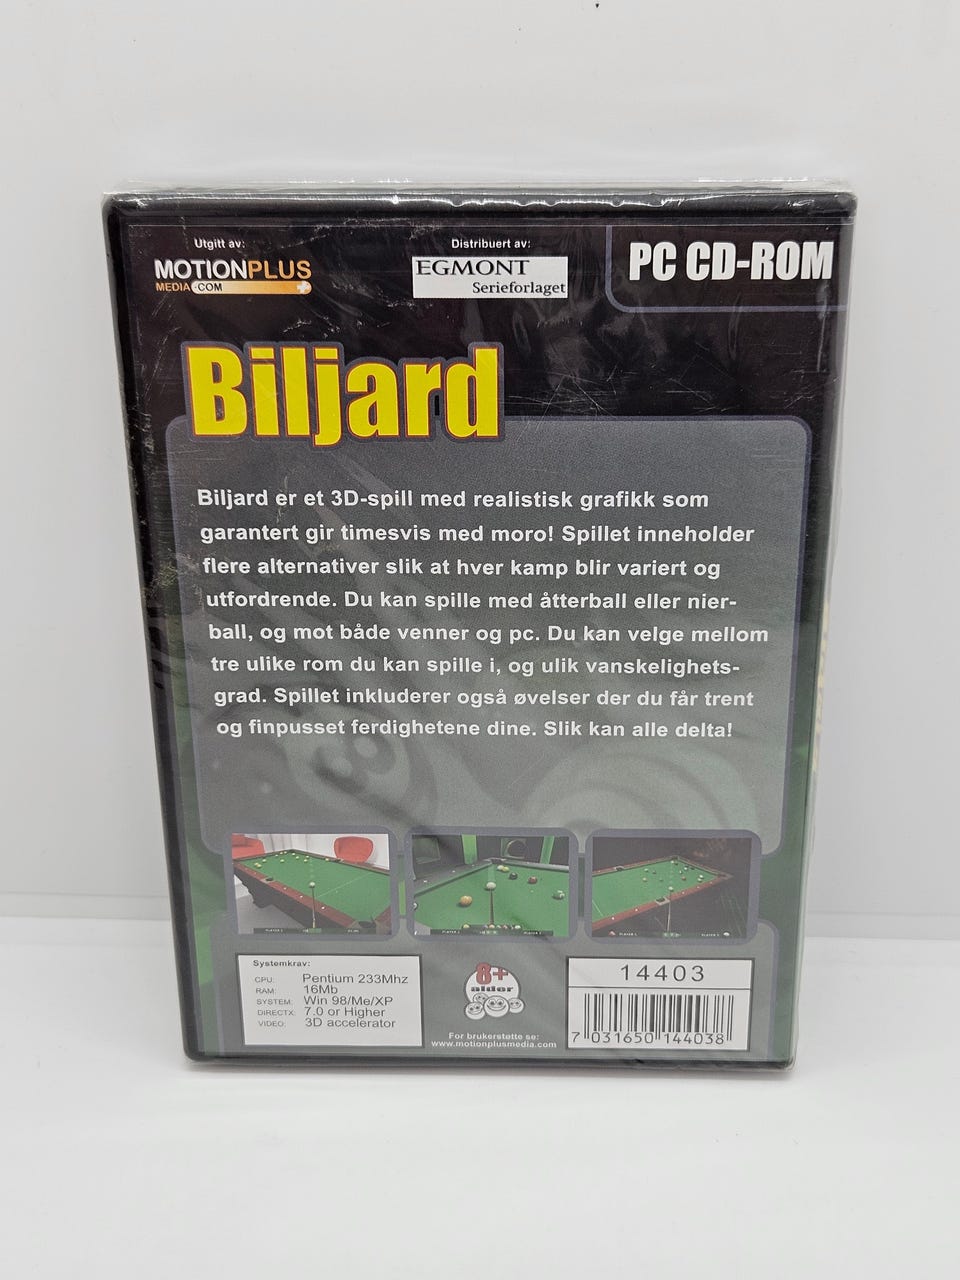 Utgitt av:
MOTIONPLUS
MEDIA.COM
Distribuert av:
EGMONT
Serieforlaget
PC CD-ROM
Biljard
Biljard er et 3D-spill med realistisk grafikk som
garantert gir timesvis med moro! Spillet inneholder
flere alternativer slik at hver kamp blir variert og
utfordrende. Du kan spille med åtterball eller nier-
ball, og mot både venner og pc. Du kan velge mellom
tre ulike rom du kan spille i, og ulik vanskelighets-
grad. Spillet inkluderer også øvelser der du får trent
og finpusset ferdighetene dine. Slik kan alle delta!
Systemkrav:
CPU: Pentium 233Mhz
RAM: 16Mb
SYSTEM: Win 98/Me/XP
DIRECTX: 7.0 or Higher
VIDEO: 3D accelerator
8+
alder
For brukerstøtte se:
www.motionplusmedia.com
14403
7 031650 144038